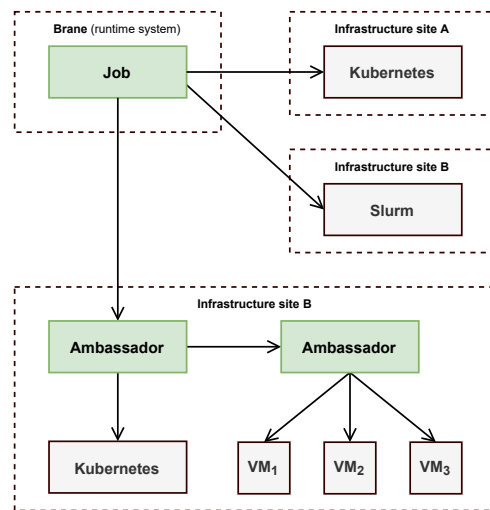 Brane (runtime system)
Job
Infrastructure site A
Kubernetes
Infrastructure site B
Slurm
Infrastructure site B
Ambassador
Ambassador
Kubernetes
VM1
VM2
VM3